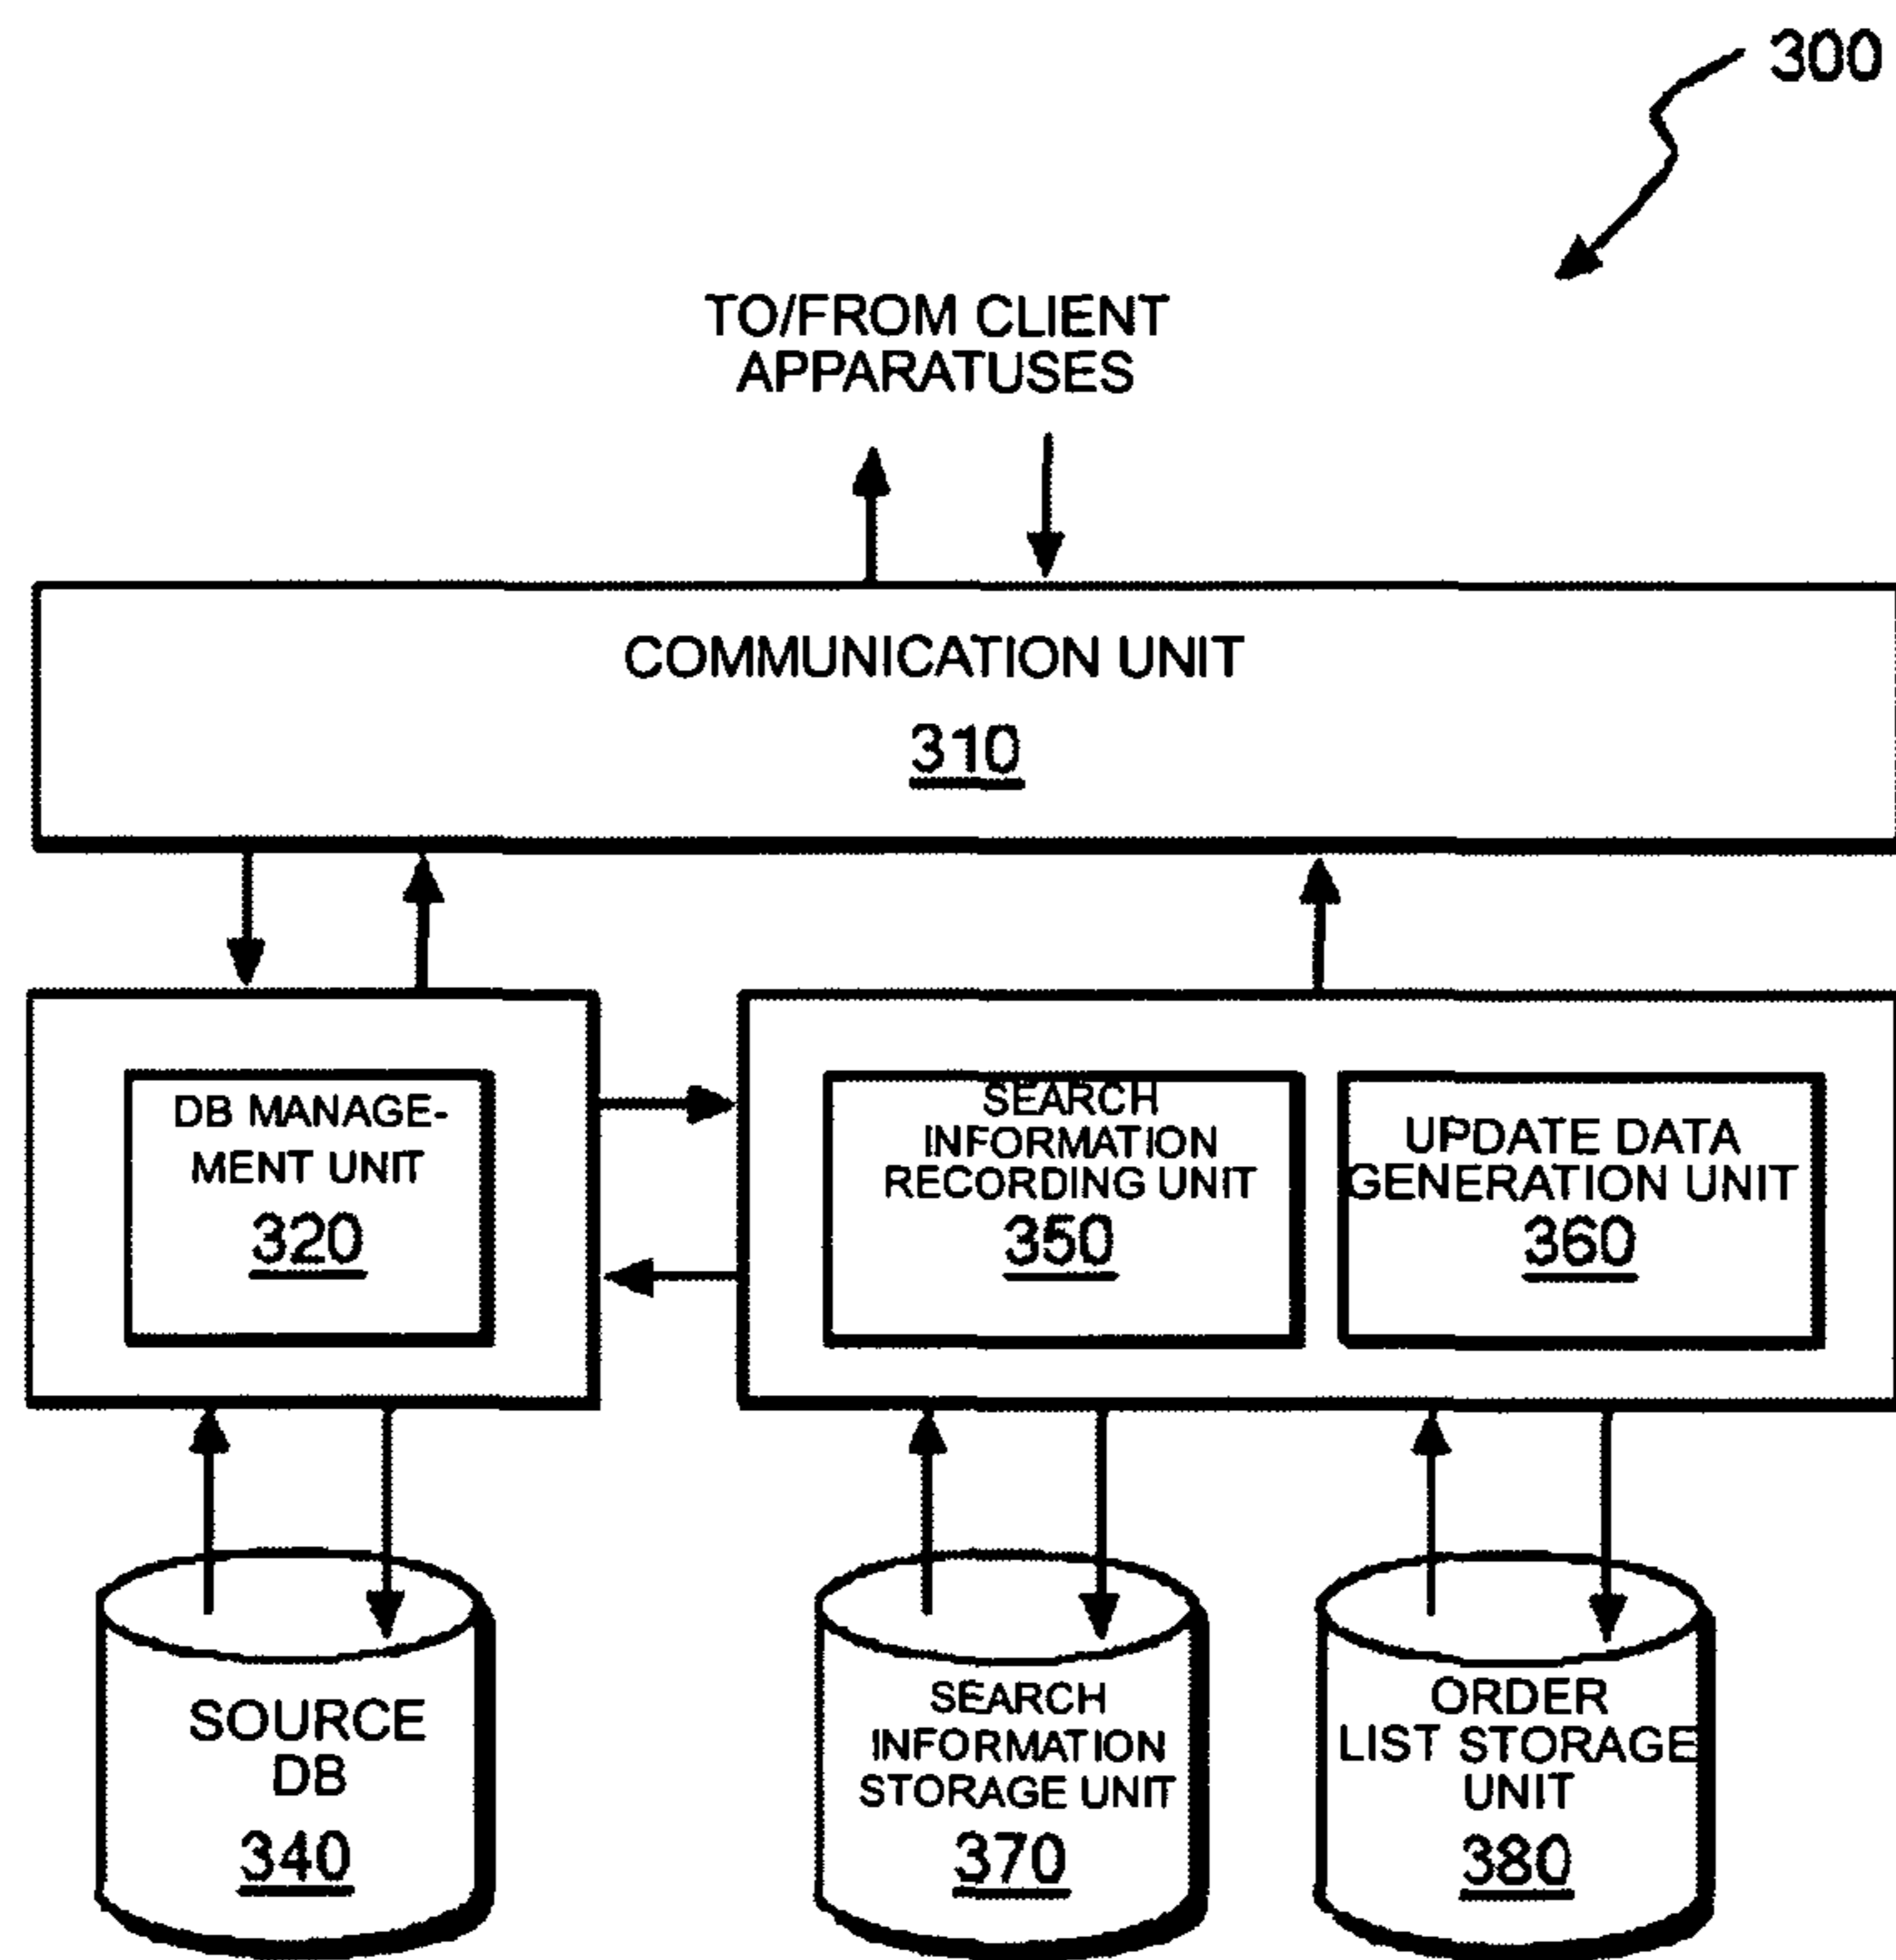 300
TO/FROM CLIENT
APPARATUSES
COMMUNICATION UNIT
310
DB MANAGE-
MENT UNIT
320
SEARCH
INFORMATION
RECORDING UNIT
350
UPDATE DATA
GENERATION UNIT
360
SOURCE
DB
340
SEARCH
INFORMATION
STORAGE UNIT
370
ORDER
LIST STORAGE
UNIT
380